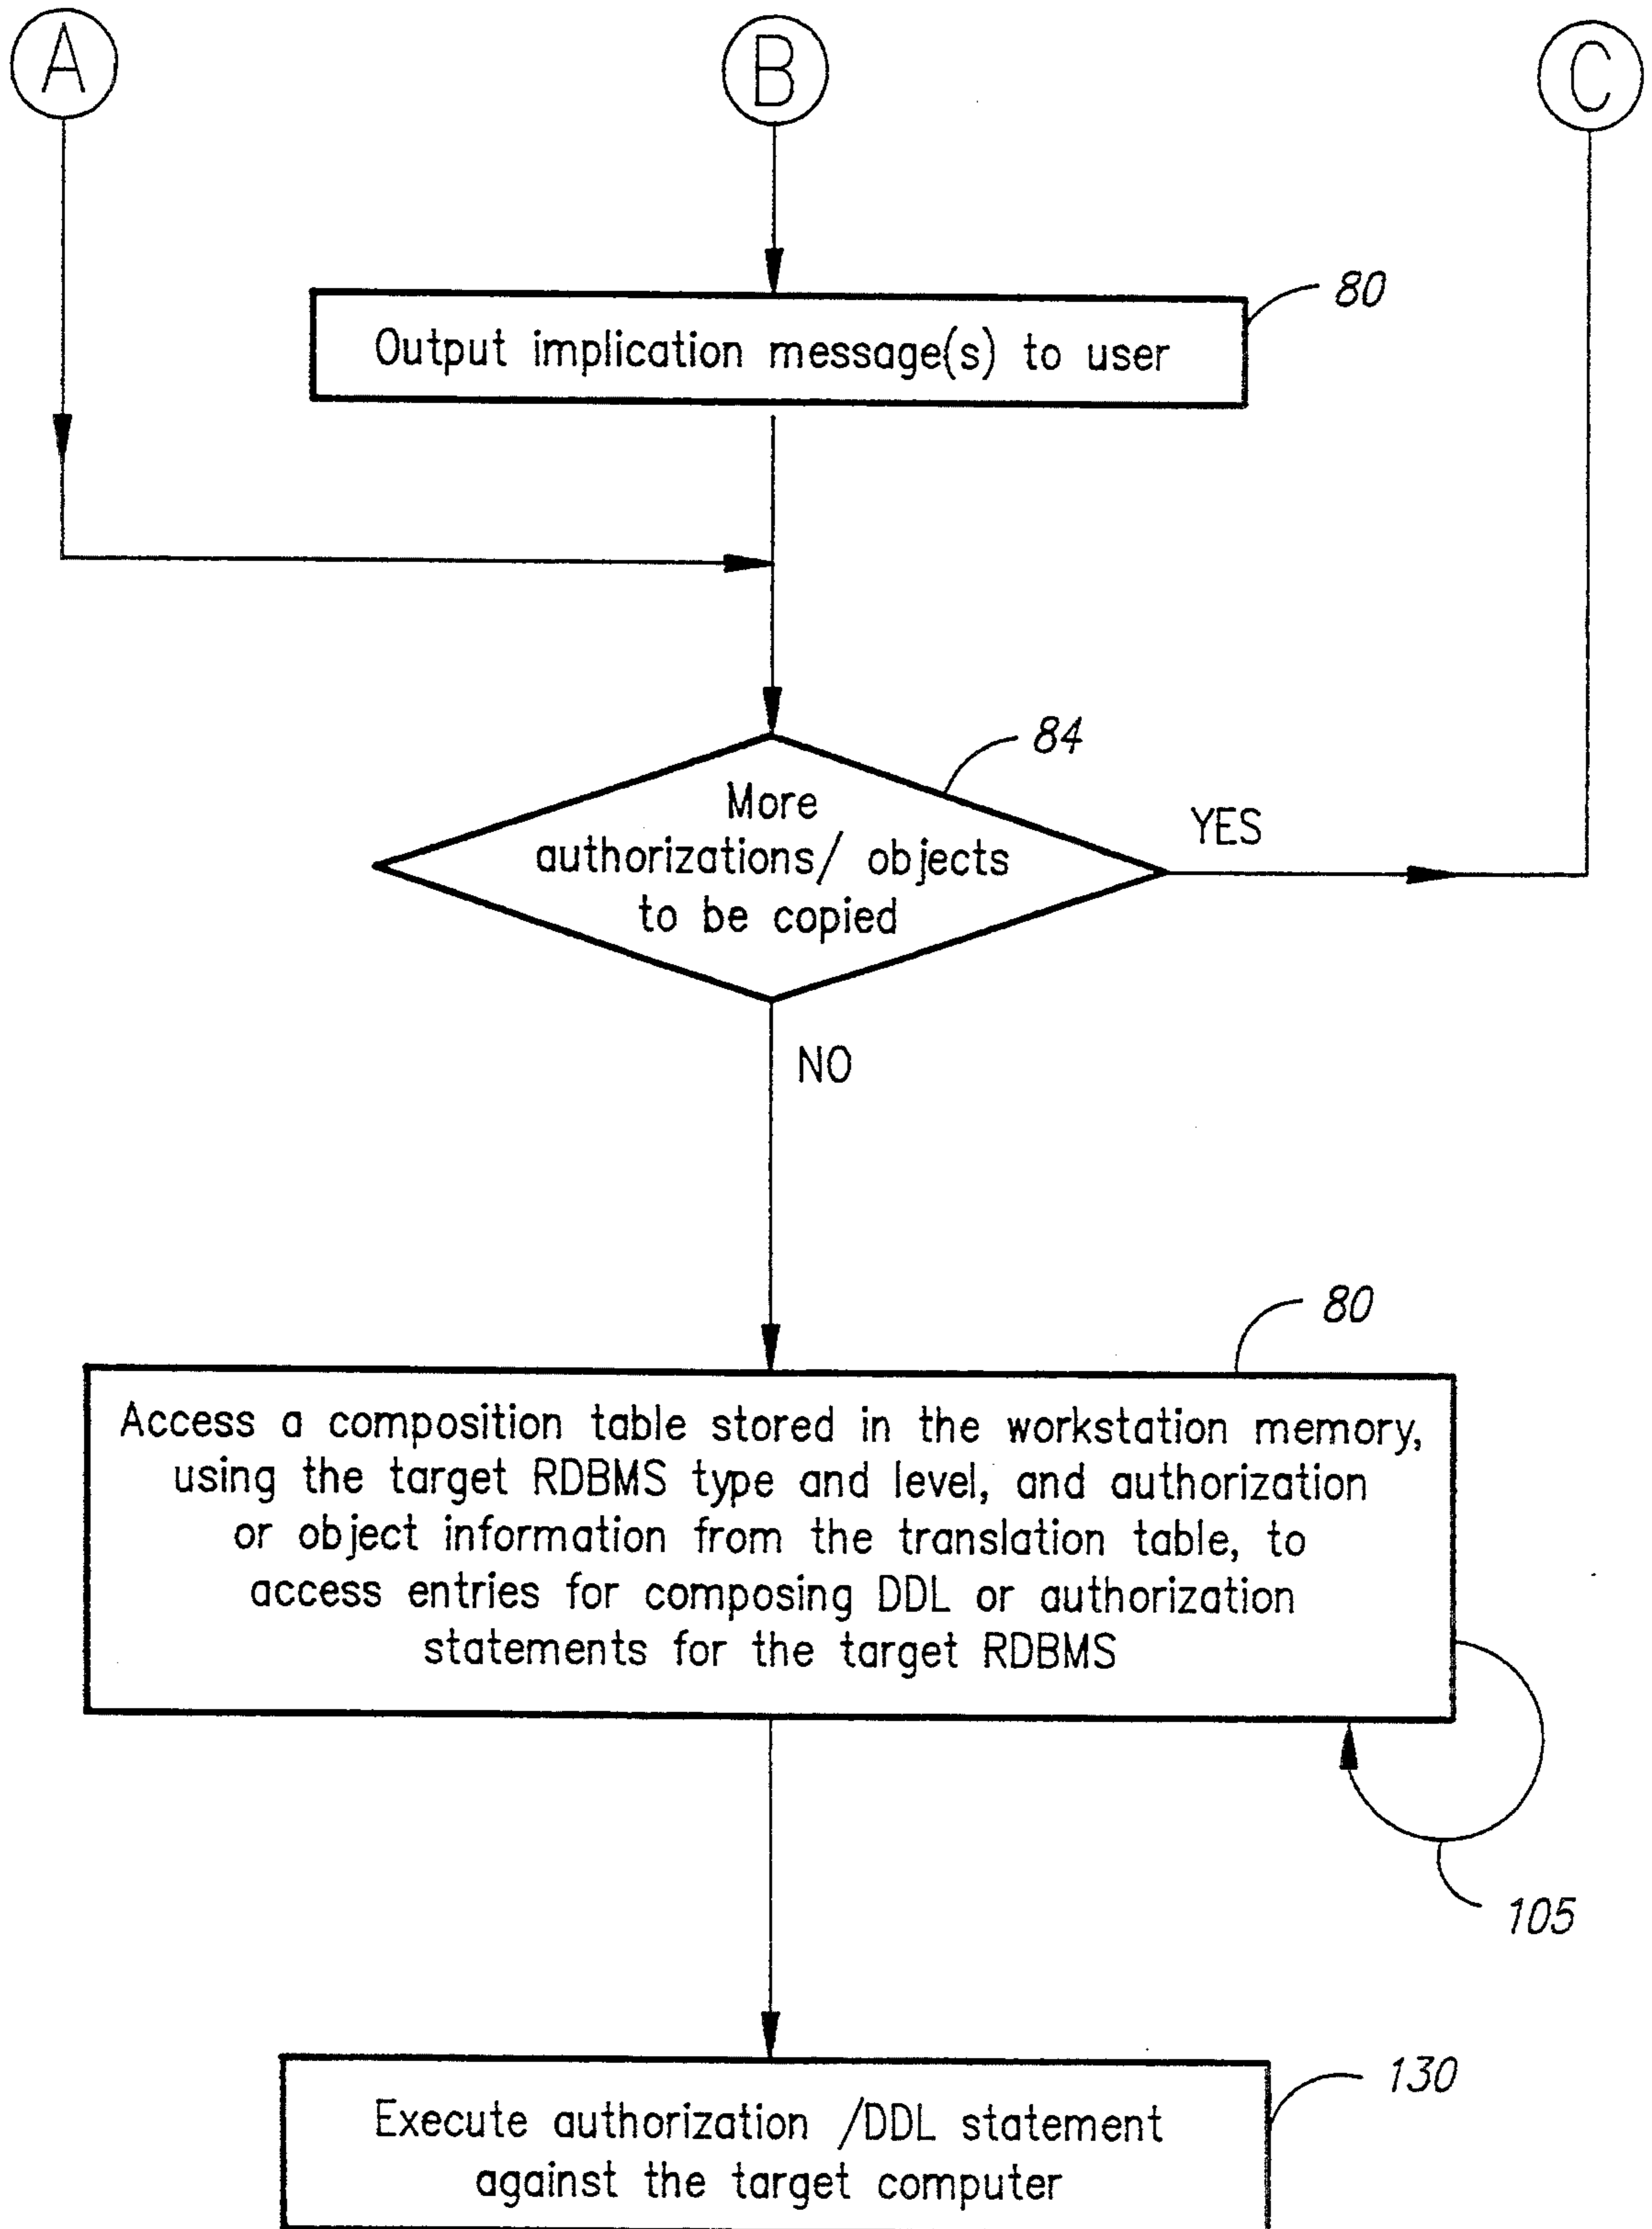 A
B
C
80
Output implication message(s) to user
84
More
authorizations/ objects
to be copied
YES
NO
80
Access a composition table stored in the workstation memory,
using the target RDBMS type and level, and authorization
or object information from the translation table, to
access entries for composing DDL or authorization
statements for the target RDBMS
105
130
Execute authorization /DDL statement
against the target computer